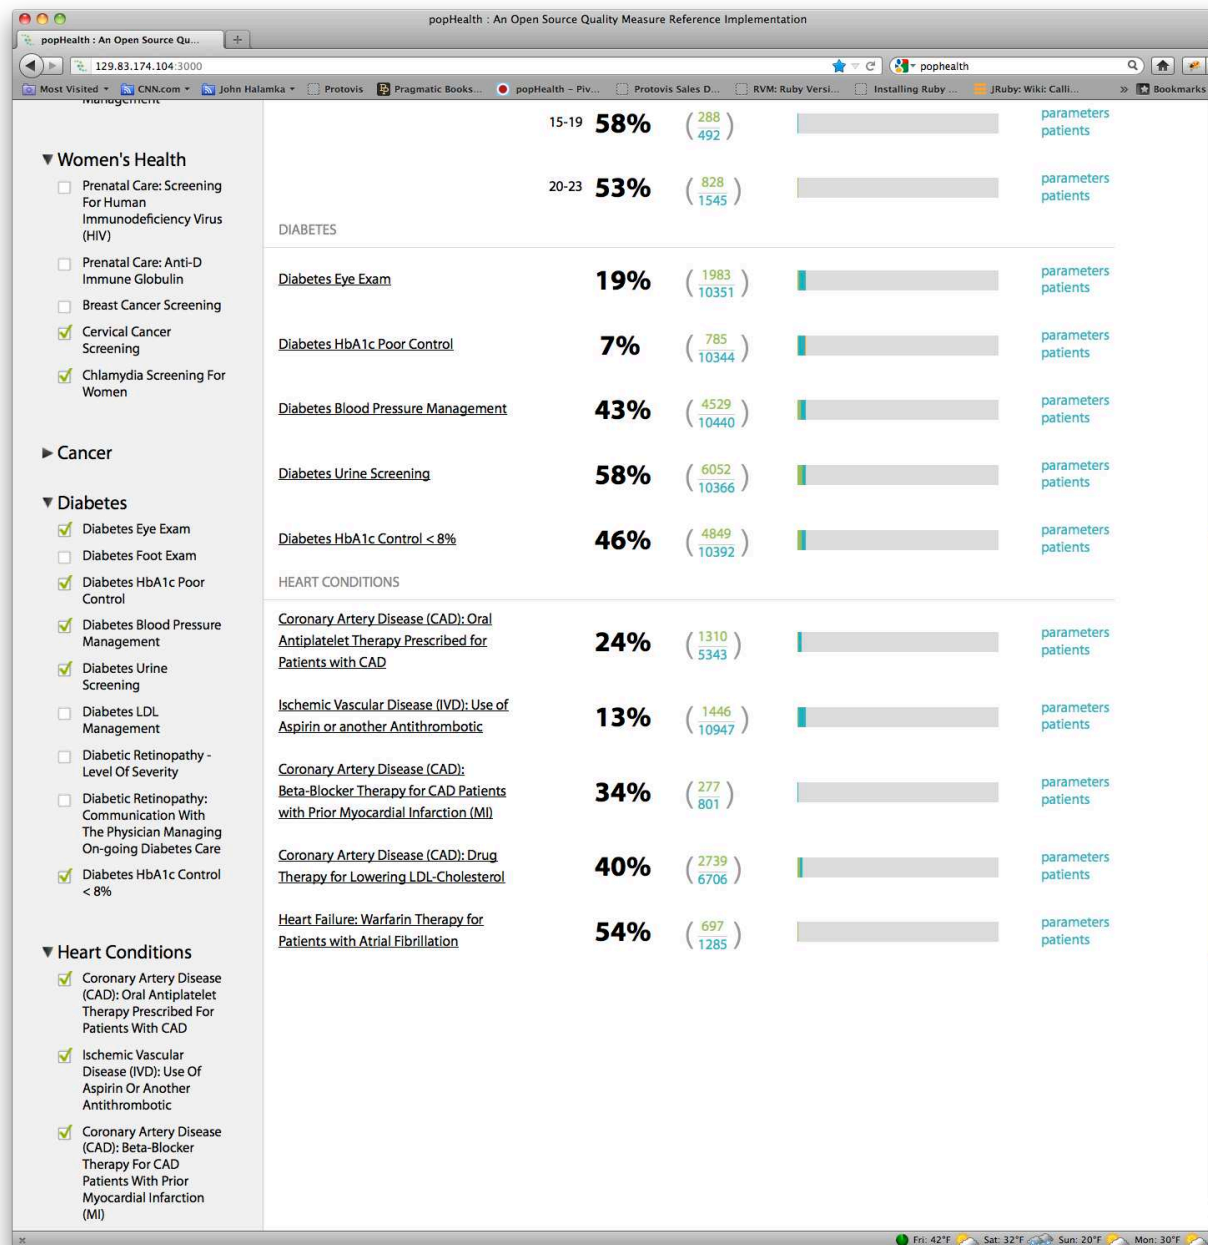 popHealth : An Open Source Quality Measure Reference Implementation
popHealth : An Open Source Qu...
129.83.174.104:3000
pophealth
Most Visited
CNN.com
John Halamka
Protovis
Pragmatic Books...
popHealth – Piv...
Protovis Sales D...
RVM: Ruby Versi...
Installing Ruby ...
JRuby: Wiki: Calli...
»
Bookmarks
Management
Women's Health
Prenatal Care: Screening
For Human
Immunodeficiency Virus
(HIV)
Prenatal Care: Anti-D
Immune Globulin
Breast Cancer Screening
Cervical Cancer
Screening
Chlamydia Screening For
Women
Cancer
Diabetes
Diabetes Eye Exam
Diabetes Foot Exam
Diabetes HbA1c Poor
Control
Diabetes Blood Pressure
Management
Diabetes Urine
Screening
Diabetes LDL
Management
Diabetic Retinopathy -
Level Of Severity
Diabetic Retinopathy:
Communication With
The Physician Managing
On-going Diabetes Care
Diabetes HbA1c Control
< 8%
Heart Conditions
Coronary Artery Disease
(CAD): Oral Antiplatelet
Therapy Prescribed For
Patients With CAD
Ischemic Vascular
Disease (IVD): Use Of
Aspirin Or Another
Antithrombotic
Coronary Artery Disease
(CAD): Beta-Blocker
Therapy For CAD
Patients With Prior
Myocardial Infarction
(MI)
15-19 58% ( 288
492 )
parameters
patients
20-23 53% ( 828
1545 )
parameters
patients
DIABETES
Diabetes Eye Exam 19% ( 1983
10351 )
parameters
patients
Diabetes HbA1c Poor Control 7% ( 785
10344 )
parameters
patients
Diabetes Blood Pressure Management 43% ( 4529
10440 )
parameters
patients
Diabetes Urine Screening 58% ( 6052
10366 )
parameters
patients
Diabetes HbA1c Control < 8% 46% ( 4849
10392 )
parameters
patients
HEART CONDITIONS
Coronary Artery Disease (CAD): Oral
Antiplatelet Therapy Prescribed for
Patients with CAD
24% ( 1310
5343 )
parameters
patients
Ischemic Vascular Disease (IVD): Use of
Aspirin or another Antithrombotic
13% ( 1446
10947 )
parameters
patients
Coronary Artery Disease (CAD):
Beta-Blocker Therapy for CAD Patients
with Prior Myocardial Infarction (MI)
34% ( 277
801 )
parameters
patients
Coronary Artery Disease (CAD): Drug
Therapy for Lowering LDL-Cholesterol
40% ( 2739
6706 )
parameters
patients
Heart Failure: Warfarin Therapy for
Patients with Atrial Fibrillation
54% ( 697
1285 )
parameters
patients
Fri: 42°F
Sat: 32°F
Sun: 20°F
Mon: 30°F